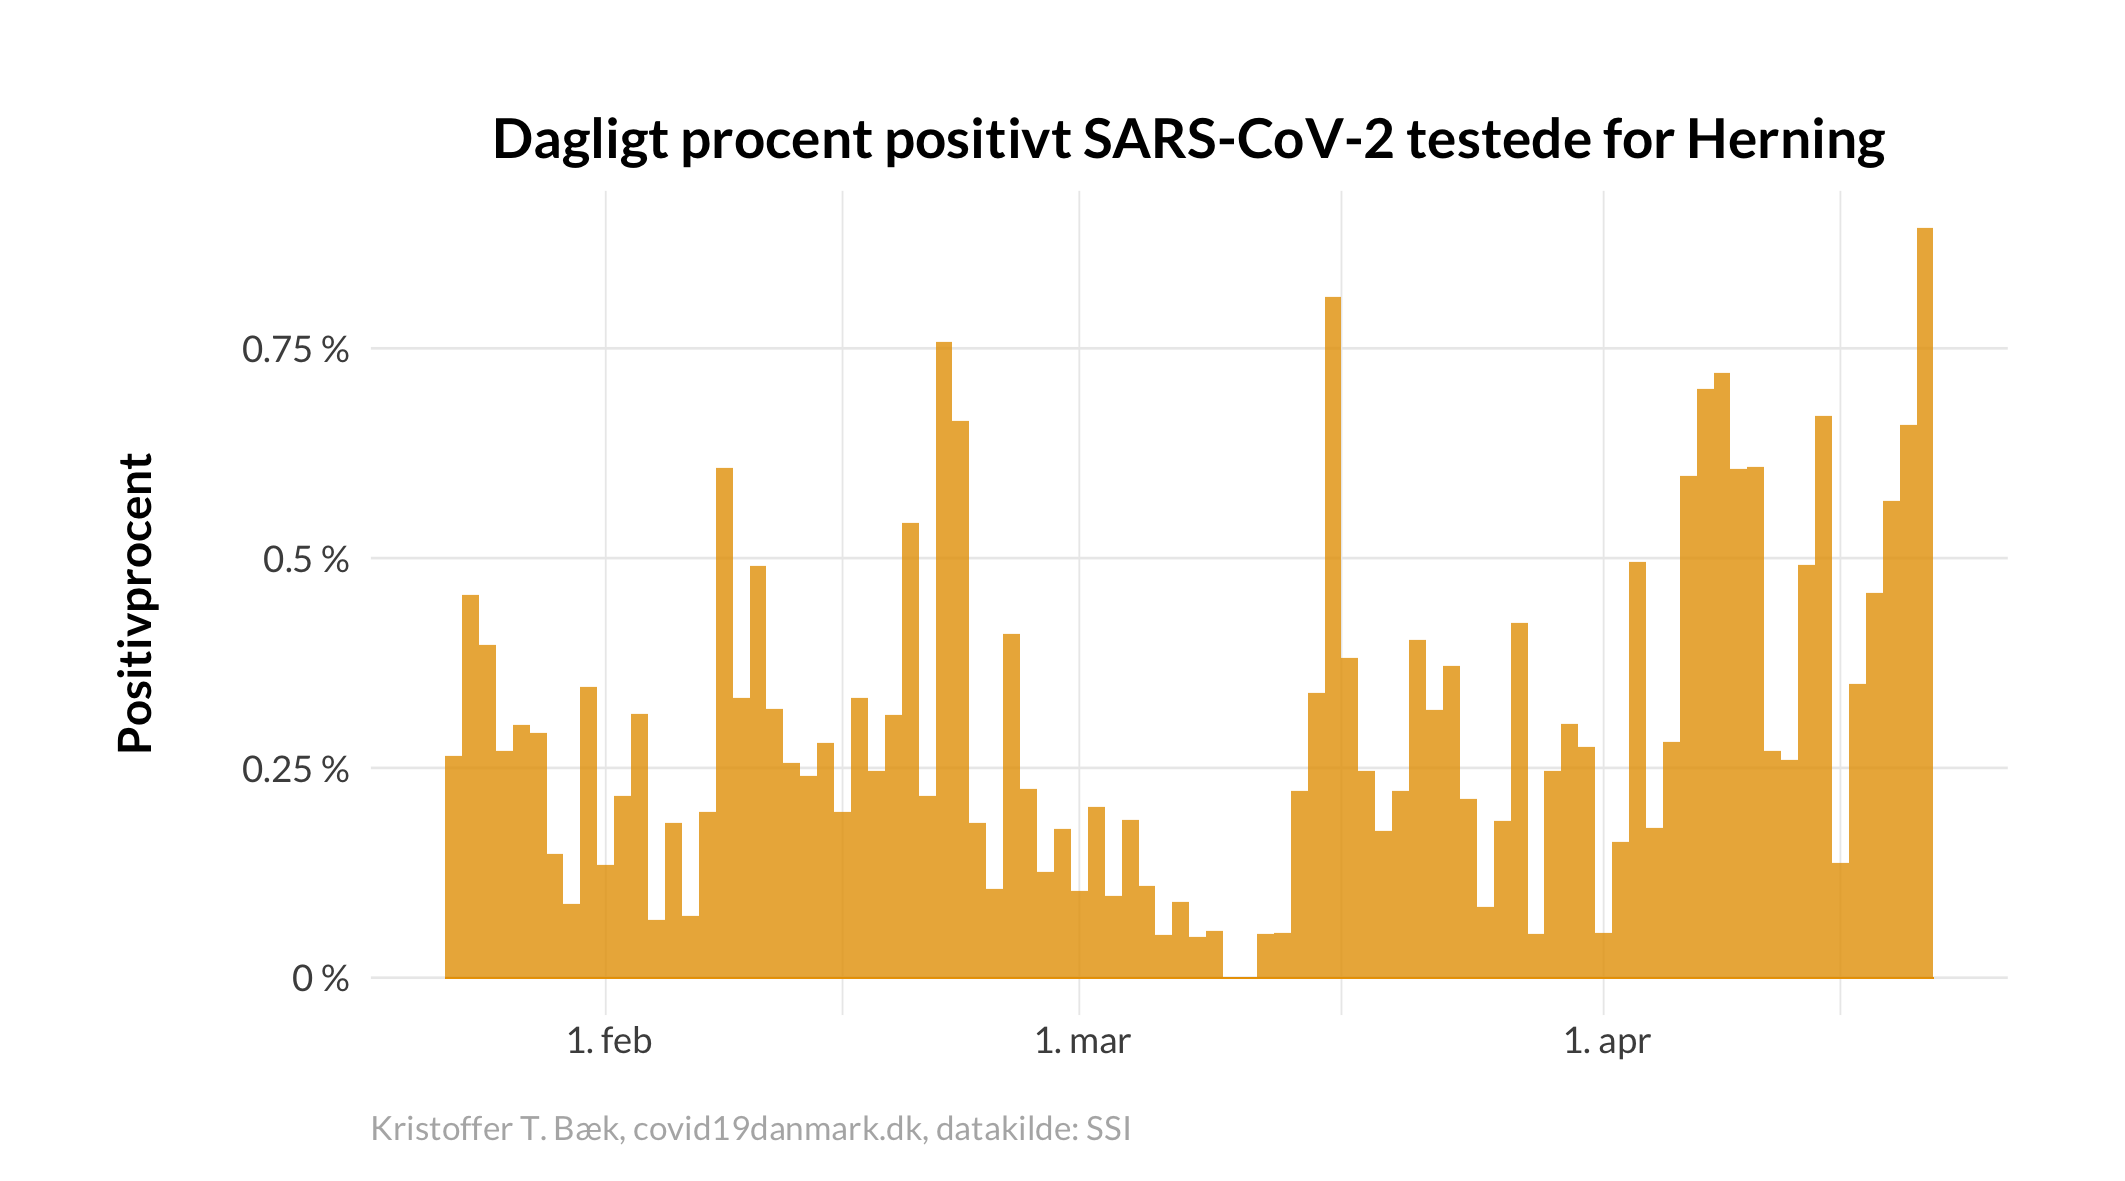 Dagligt procent positivt SARS-CoV-2 testede for Herning
Positivprocent
0.75 %
0.5 %
0.25 %
0 %
1. feb
1. mar
1. apr
Kristoffer T. Bæk, covid19danmark.dk, datakilde: SSI